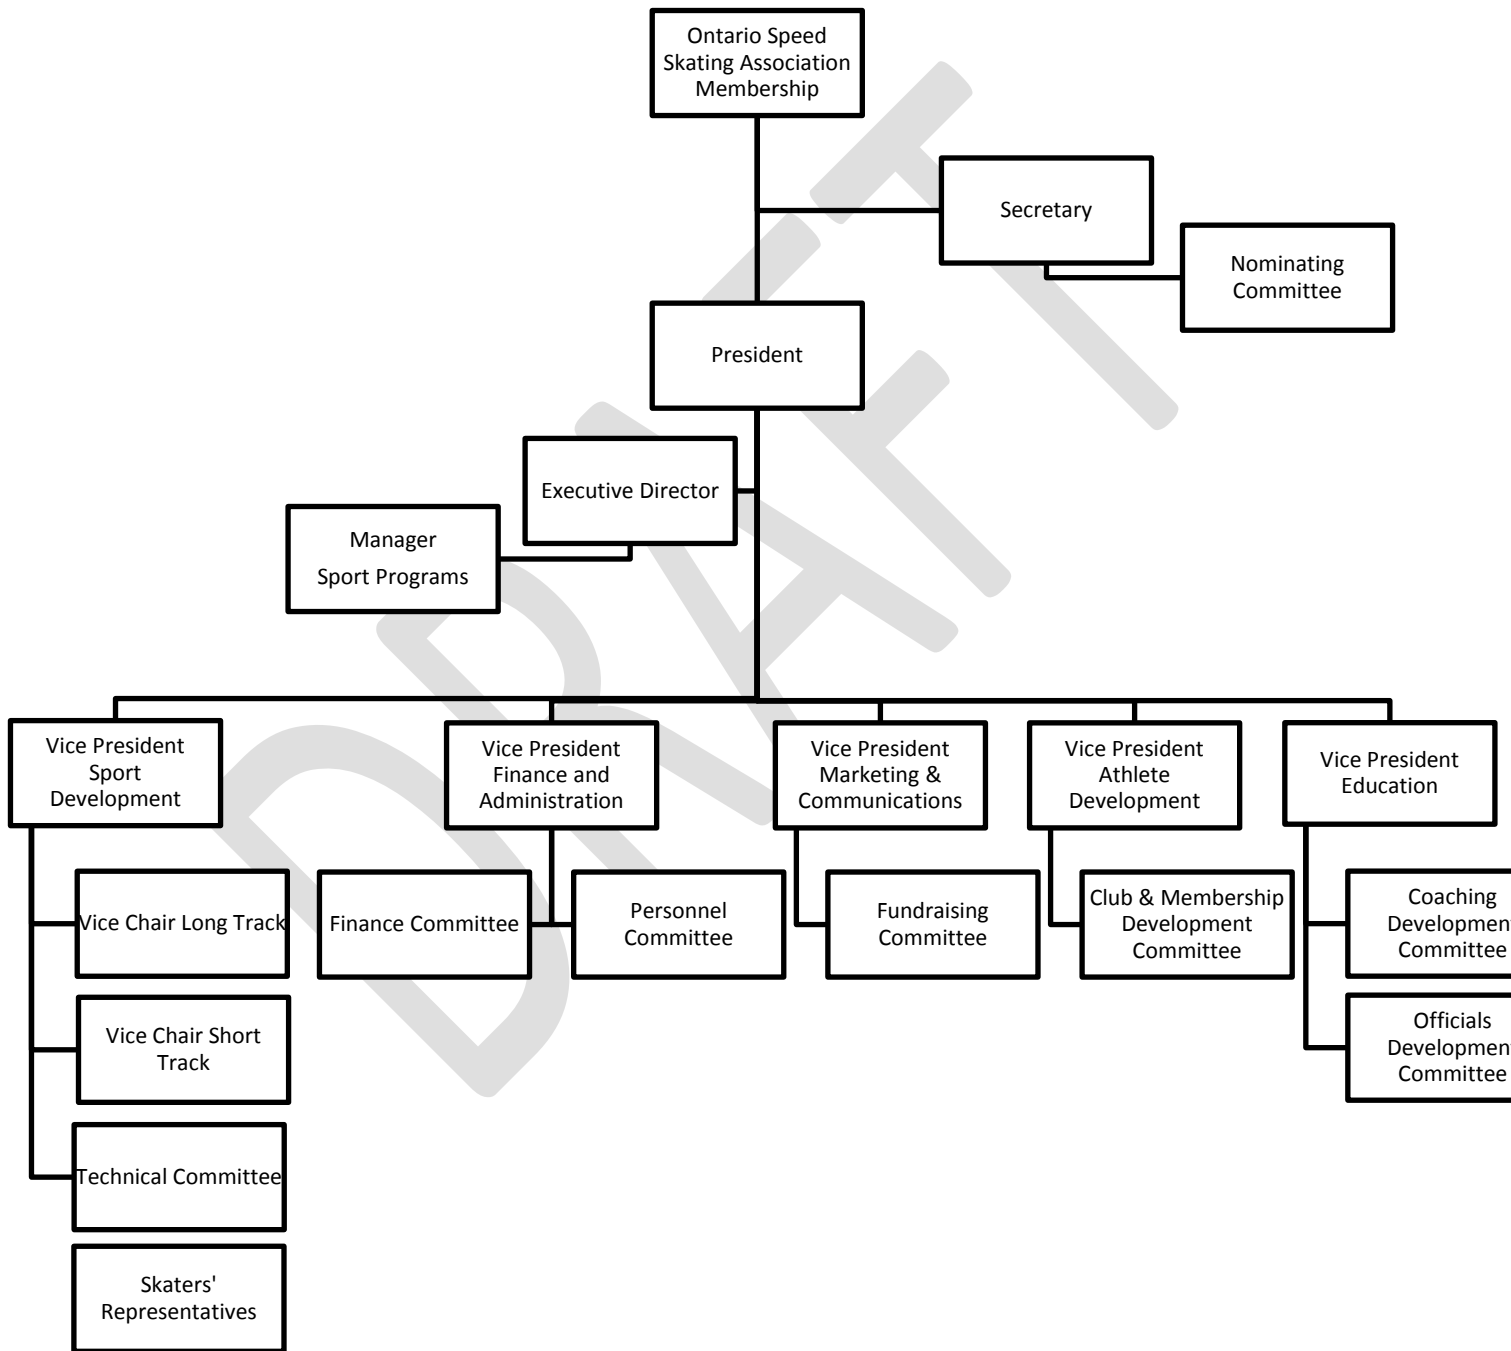 Ontario Speed
Skating Association
Membership
Secretary
Nominating
Committee
President
Executive Director
Manager
Sport Programs
Vice President
Sport
Development
Vice President
Finance and
Administration
Vice President
Marketing &
Communications
Vice President
Athlete
Development
Vice President
Education
Vice Chair Long Track
Finance Committee
Personnel
Committee
Fundraising
Committee
Club & Membership
Development
Committee
Coaching
Development
Committee
Vice Chair Short
Track
Officials
Development
Committee
Technical Committee
Skaters'
Representatives
DRAFT